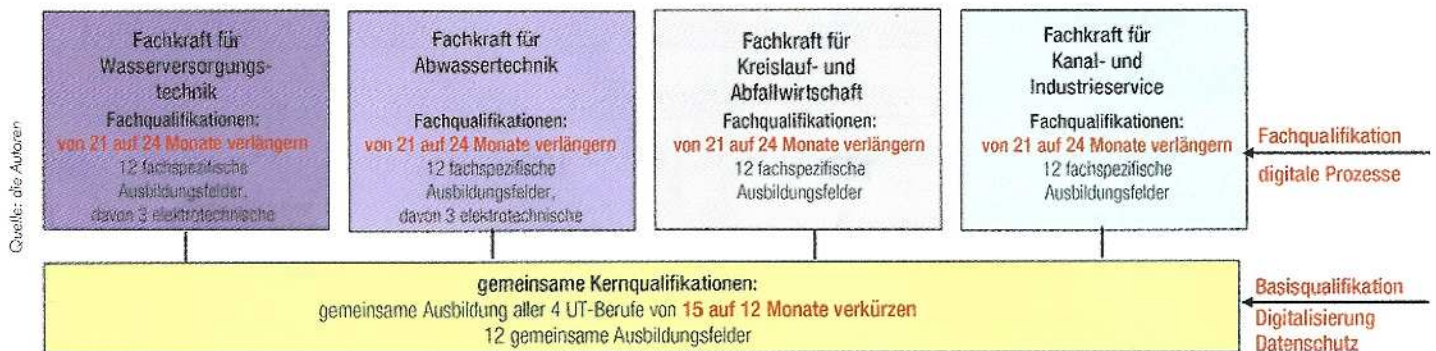 Fachkraft für
Wasserversorgungs-
technik
Fachqualifikationen:
von 21 auf 24 Monate verlängern
12 fachspezifische
Ausbildungsfelder,
davon 3 elektrotechnische
Fachkraft für
Abwassertechnik
Fachqualifikationen:
von 21 auf 24 Monate verlängern
12 fachspezifische
Ausbildungsfelder,
davon 3 elektrotechnische
Fachkraft für
Kreislauf- und
Abfallwirtschaft
Fachqualifikationen:
von 21 auf 24 Monate verlängern
12 fachspezifische
Ausbildungsfelder
Fachkraft für
Kanal- und
Industrieservice
Fachqualifikationen:
von 21 auf 24 Monate verlängern
12 fachspezifische
Ausbildungsfelder
Fachqualifikation
digitale Prozesse
Quelle: die Autoren
gemeinsame Kernqualifikationen:
gemeinsame Ausbildung aller 4 UT-Berufe von 15 auf 12 Monate verkürzen
12 gemeinsame Ausbildungsfelder
Basisqualifikation
Digitalisierung
Datenschutz